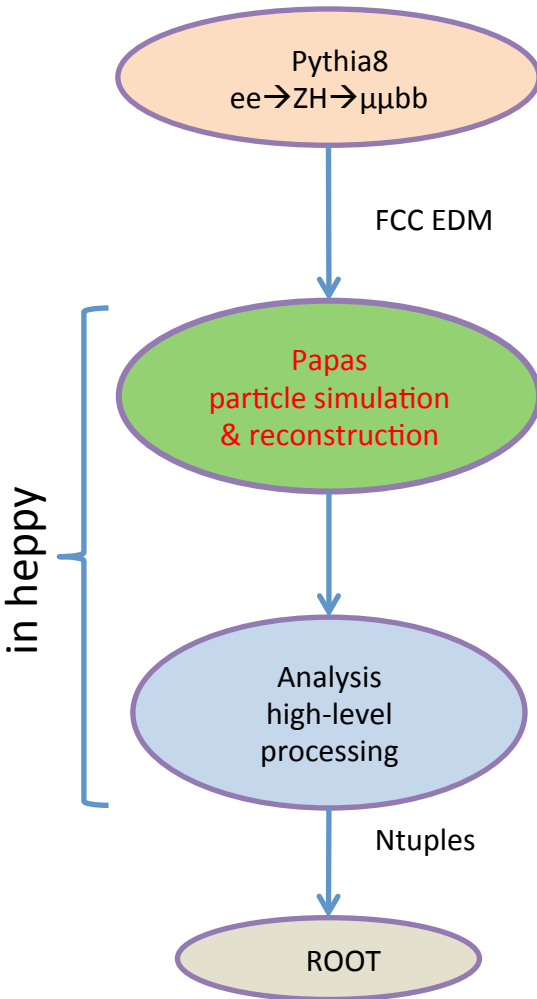 Pythia8
ee→ZH→μμbb
FCC EDM
Papas
particle simulation
& reconstruction
in heppy
Analysis
high-level
processing
Ntuples
ROOT